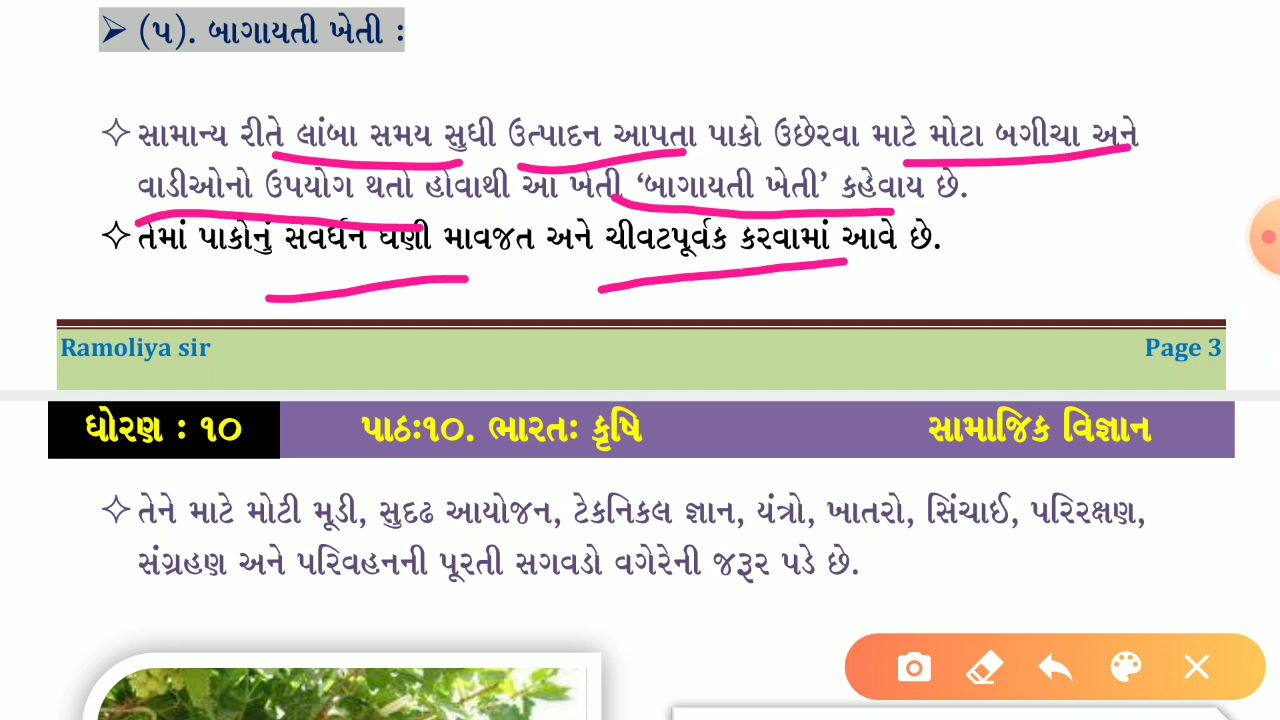 ➢ (૫). બાગાયતી ખેતી :
✧ સામાન્ય રીતે લાંબા સમય સુધી ઉત્પાદન આપતા પાકો ઉછેરવા માટે મોટા બગીચા અને
વાડીઓનો ઉપયોગ થતો હોવાથી આ ખેતી ‘બાગાયતી ખેતી’ કહેવાય છે.
✧ તેમાં પાકોનું સવર્ધન ઘણી માવજત અને ચીવટપૂર્વક કરવામાં આવે છે.
Ramoliya sir Page 3
ધોરણ : ૧૦ પાઠઃ૧૦. ભારતઃ કૃષિ સામાજિક વિજ્ઞાન
✧ તેને માટે મોટી મૂડી, સુદઢ આયોજન, ટેકનિકલ જ્ઞાન, યંત્રો, ખાતરો, સિંચાઈ, પરિરક્ષણ,
સંગ્રહણ અને પરિવહનની પૂરતી સગવડો વગેરેની જરૂર પડે છે.